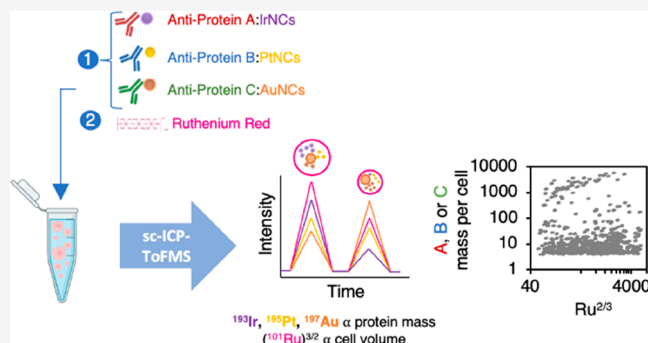 1
Anti-Protein A:IrNCs
Anti-Protein B:PtNCs
Anti-Protein C:AuNCs
2
Ruthenium Red
sc-ICP-
ToFMS
Intensity
Time
A, B or C
mass per cell
10000
1000
100
10
1
40
4000
Ru²/³
¹⁹³Ir, ¹⁹⁵Pt, ¹⁹⁷Au α protein mass
(¹⁰¹Ru)³/² α cell volume